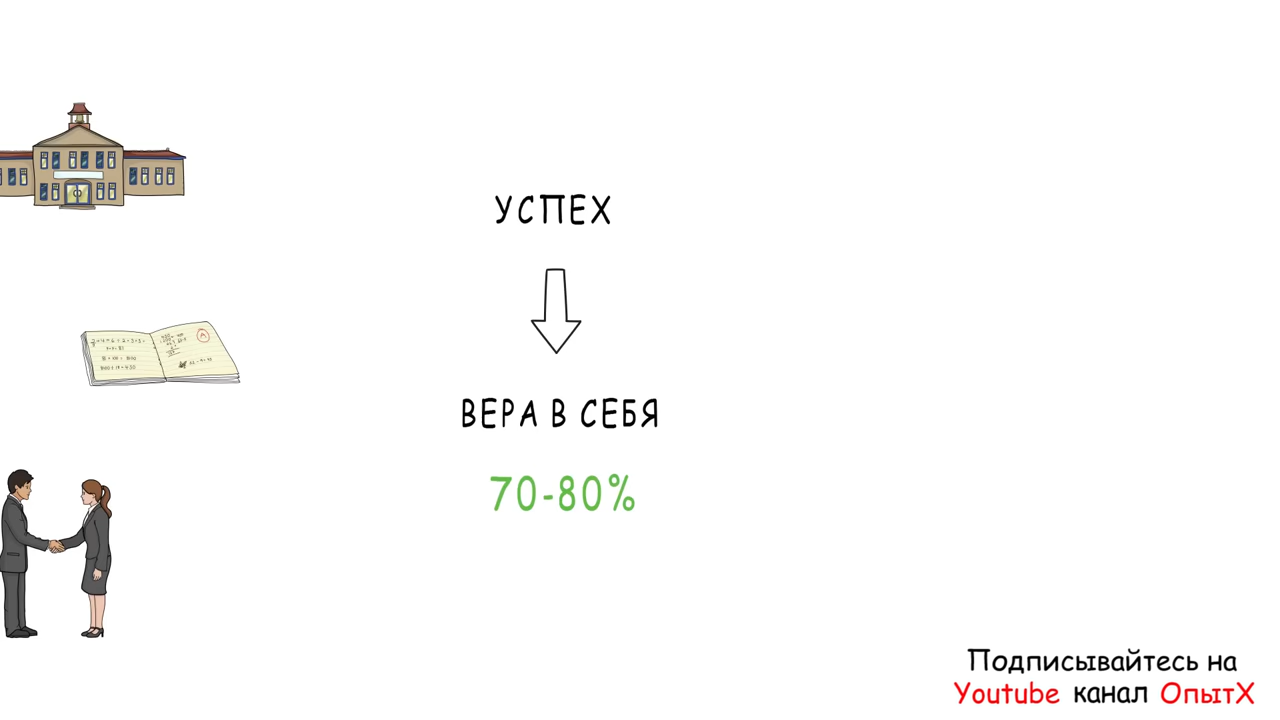 УСПЕХ
ВЕРА В СЕБЯ
70-80%
Подписывайтесь на
Youtube канал ОпытХ